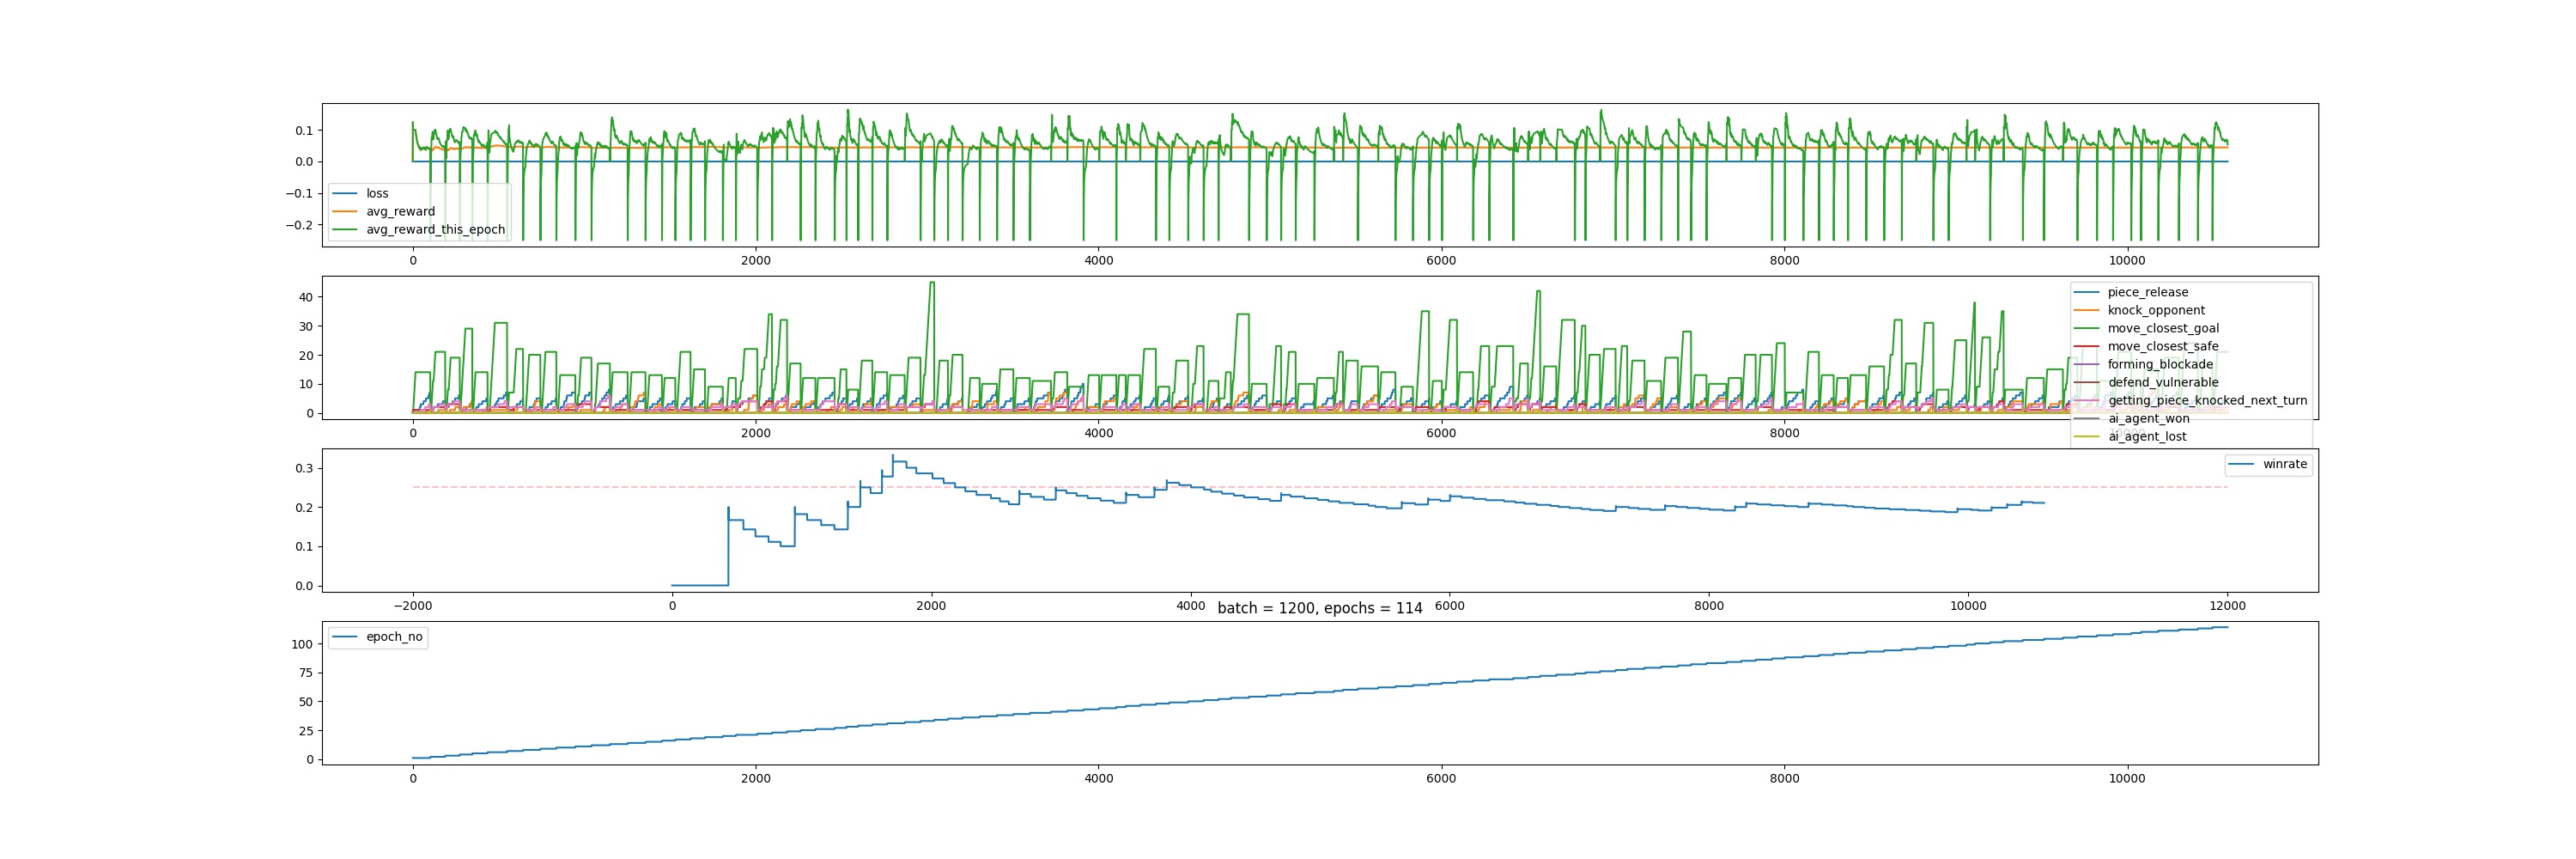 0.1
0.0
−0.1
−0.2
loss
avg_reward
avg_reward_this_epoch
0 2000 4000 6000 8000 10000
40
30
20
10
0
piece_release
knock_opponent
move_closest_goal
move_closest_safe
forming_blockade
defend_vulnerable
getting_piece_knocked_next_turn
ai_agent_won
ai_agent_lost
0 2000 4000 6000 8000 10000
0.3
0.2
0.1
0.0
winrate
−2000 0 2000 4000 6000 8000 10000 12000
batch = 1200, epochs = 114
100
75
50
25
0
epoch_no
0 2000 4000 6000 8000 10000